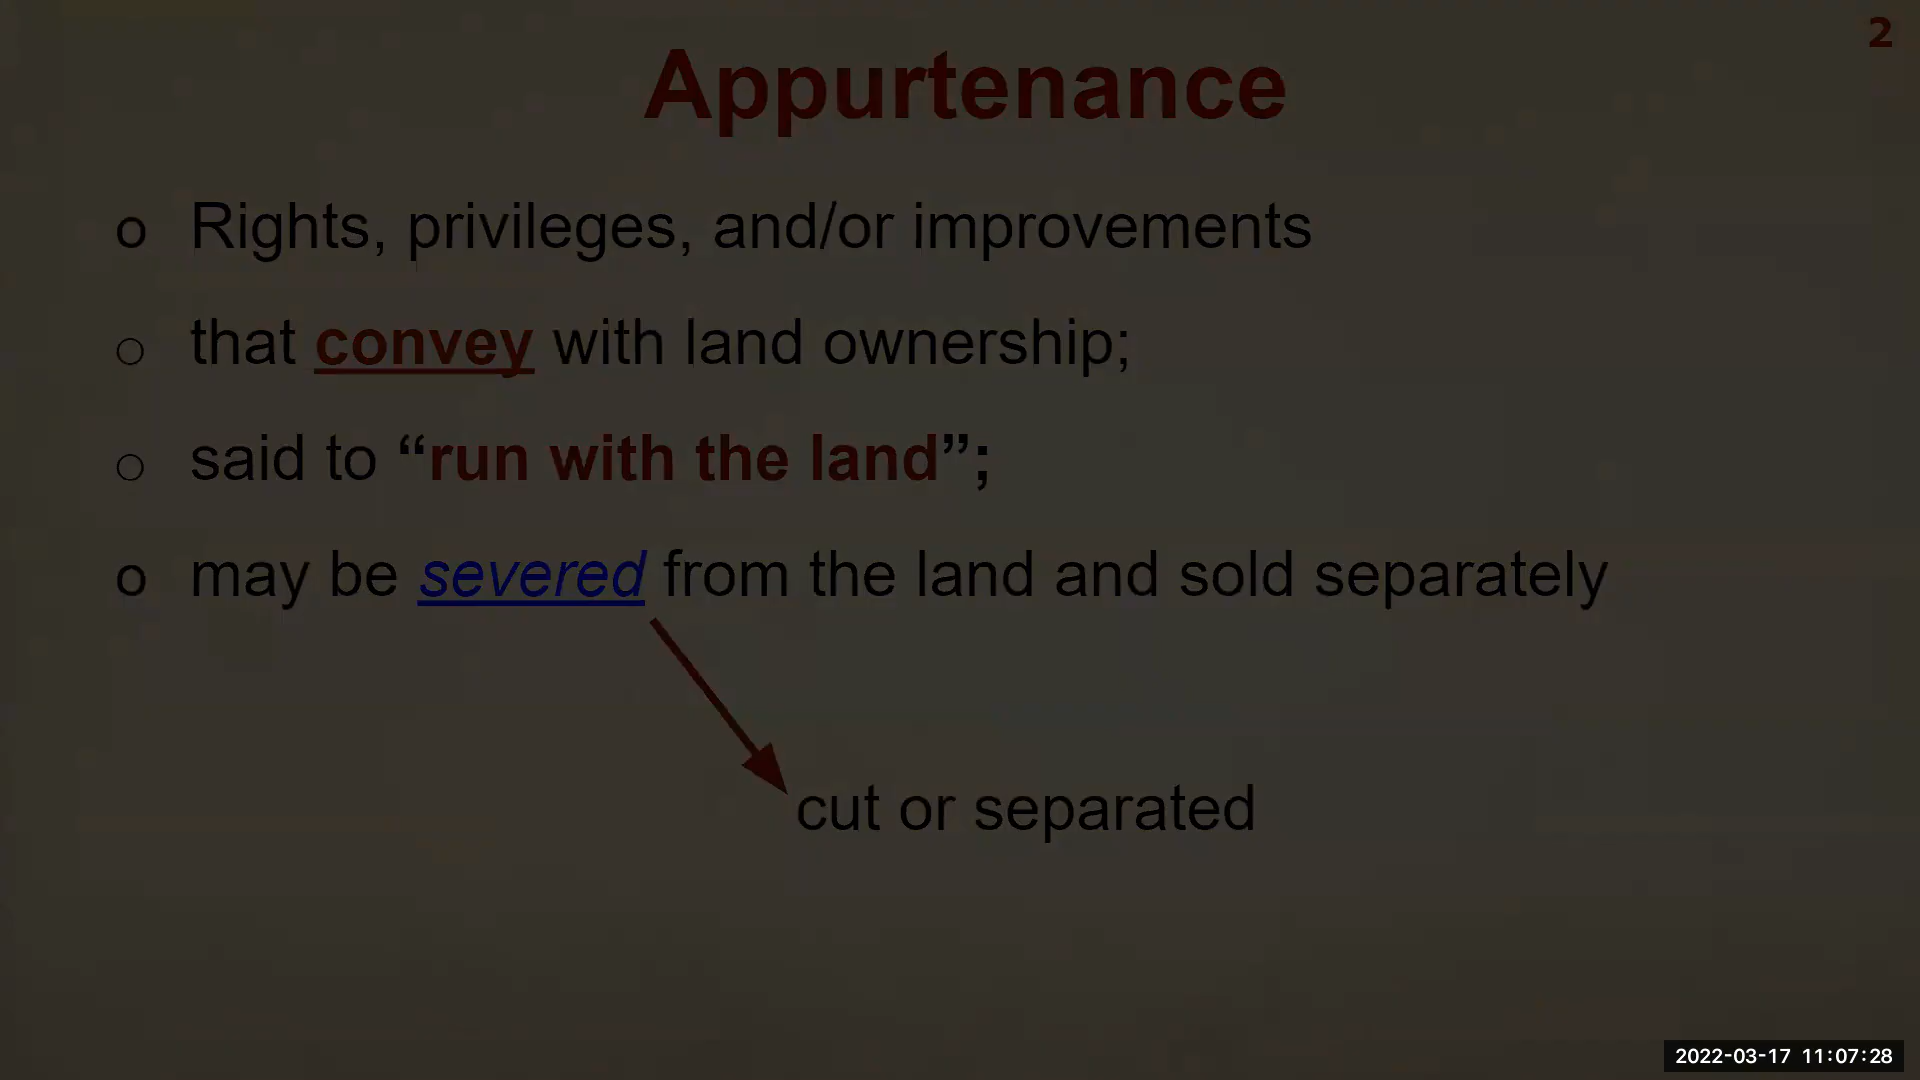 2
Appurtenance
o Rights, privileges, and/or improvements
○ that convey with land ownership;
○ said to “run with the land”;
o may be severed from the land and sold separately
cut or separated
2022-03-17 11:07:28